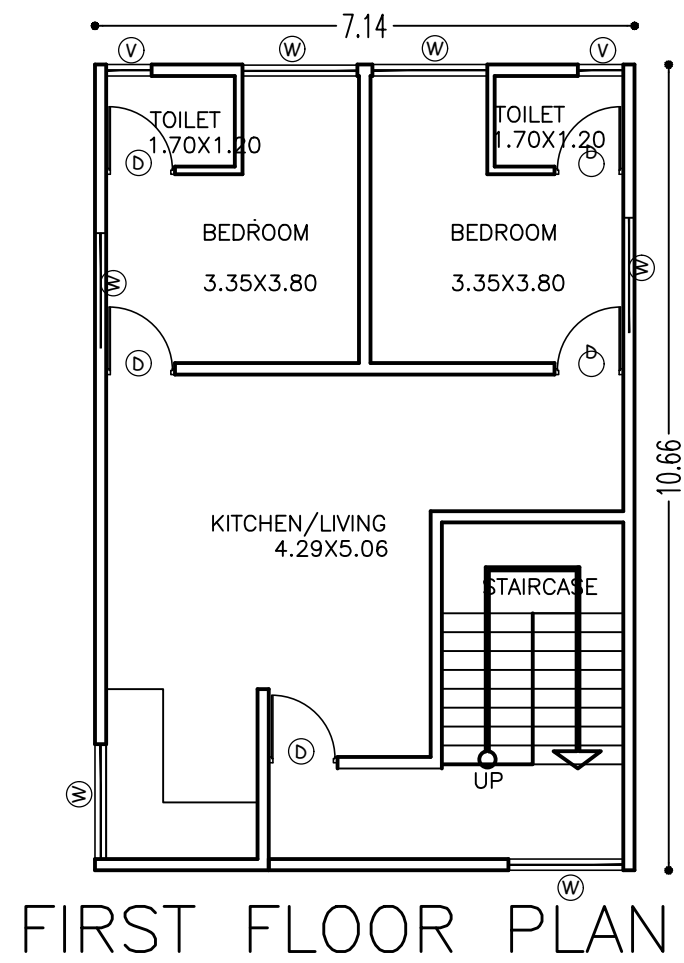 7.14
V
W
W
V
TOILET
1.70X1.20
D
TOILET
1.70X1.20
D
BEDROOM
3.35X3.80
BEDROOM
3.35X3.80
W
W
D
D
10.66
KITCHEN/LIVING
4.29X5.06
STAIRCASE
D
UP
W
W
FIRST FLOOR PLAN